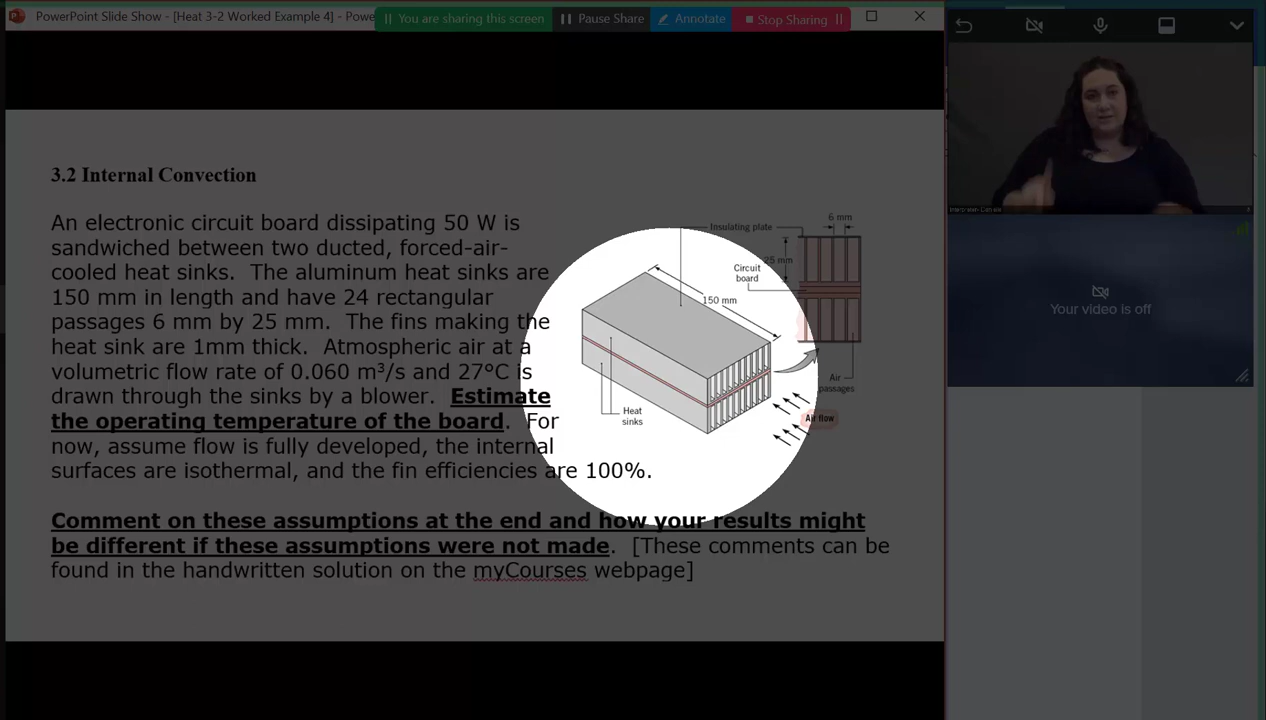 PowerPoint Slide Show - [Heat 3-2 Worked Example 4] - Powe
You are sharing this screen
Pause Share
Annotate
Stop Sharing
3.2 Internal Convection
An electronic circuit board dissipating 50 W is
sandwiched between two ducted, forced-air-
cooled heat sinks. The aluminum heat sinks are
150 mm in length and have 24 rectangular
passages 6 mm by 25 mm. The fins making the
heat sink are 1mm thick. Atmospheric air at a
volumetric flow rate of 0.060 m³/s and 27°C is
drawn through the sinks by a blower. Estimate
the operating temperature of the board. For
now, assume flow is fully developed, the internal
surfaces are isothermal, and the fin efficiencies are 100%.
Comment on these assumptions at the end and how your results might
be different if these assumptions were not made. [These comments can be
found in the handwritten solution on the myCourses webpage]
6 mm
Insulating plate
25 mm
Circuit
board
150 mm
Air
passages
Heat
sinks
Air flow
Your video is off